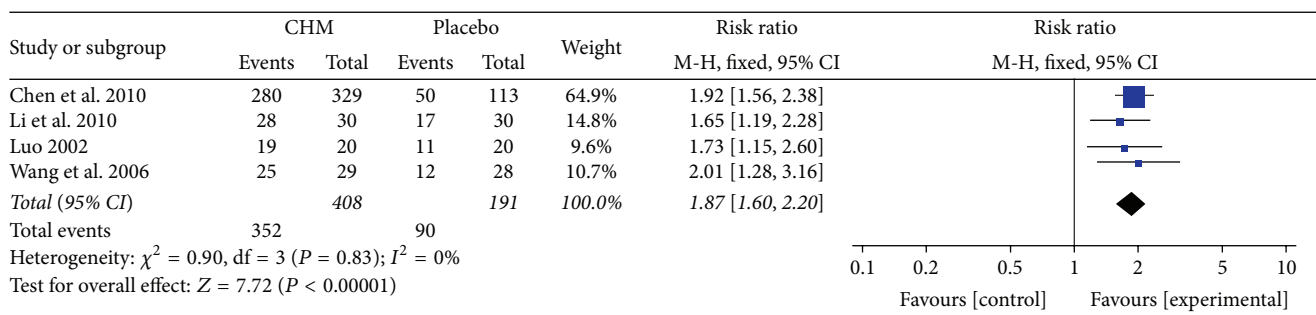 CHM Placebo Risk ratio Risk ratio
Study or subgroup Weight
Events Total Events Total M-H, fixed, 95% CI M-H, fixed, 95% CI
Chen et al. 2010 280 329 50 113 64.9% 1.92 [1.56, 2.38]
Li et al. 2010 28 30 17 30 14.8% 1.65 [1.19, 2.28]
Luo 2002 19 20 11 20 9.6% 1.73 [1.15, 2.60]
Wang et al. 2006 25 29 12 28 10.7% 2.01 [1.28, 3.16]
Total (95% CI) 408 191 100.0% 1.87 [1.60, 2.20]
Total events 352 90
Heterogeneity: χ² = 0.90, df = 3 (P = 0.83); I² = 0%
Test for overall effect: Z = 7.72 (P < 0.00001)
0.1 0.2 0.5 1 2 5 10
Favours [control] Favours [experimental]